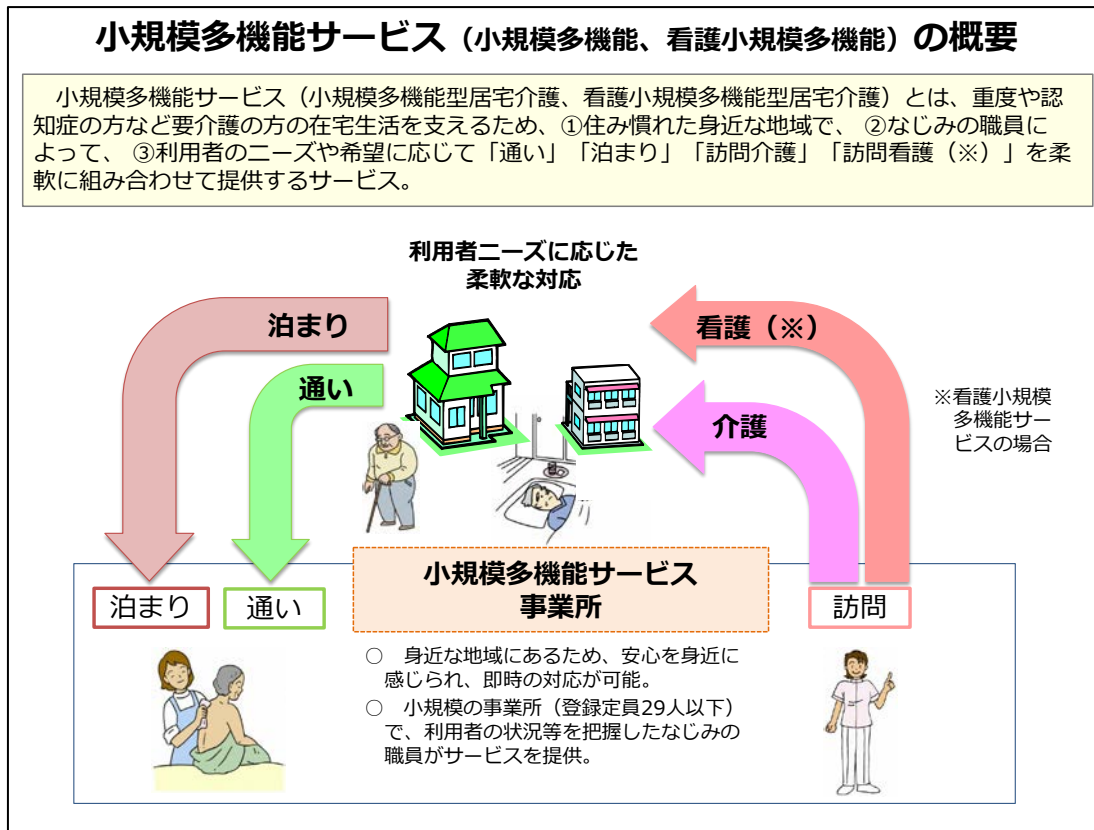 小規模多機能サービス（小規模多機能、看護小規模多機能）の概要
小規模多機能サービス（小規模多機能型居宅介護、看護小規模多機能型居宅介護）とは、重度や認
知症の方など要介護の方の在宅生活を支えるため、①住み慣れた身近な地域で、 ②なじみの職員に
よって、 ③利用者のニーズや希望に応じて「通い」「泊まり」「訪問介護」「訪問看護（※）」を柔
軟に組み合わせて提供するサービス。
利用者ニーズに応じた
柔軟な対応
泊まり
看護（※）
通い
介護
※看護小規模
多機能サー
ビスの場合
小規模多機能サービス
事業所
泊まり
通い
訪問
○ 身近な地域にあるため、安心を身近に
感じられ、即時の対応が可能。
○ 小規模の事業所（登録定員29人以下）
で、利用者の状況等を把握したなじみの
職員がサービスを提供。